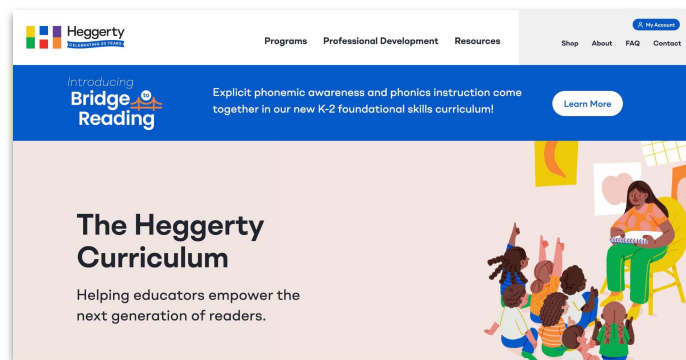 Heggerty
CELEBRATING 20 YEARS
My Account
Programs Professional Development Resources
Shop About FAQ Contact
Introducing
Bridge to
Reading
Explicit phonemic awareness and phonics instruction come
together in our new K-2 foundational skills curriculum!
Learn More
The Heggerty
Curriculum
Helping educators empower the
next generation of readers.